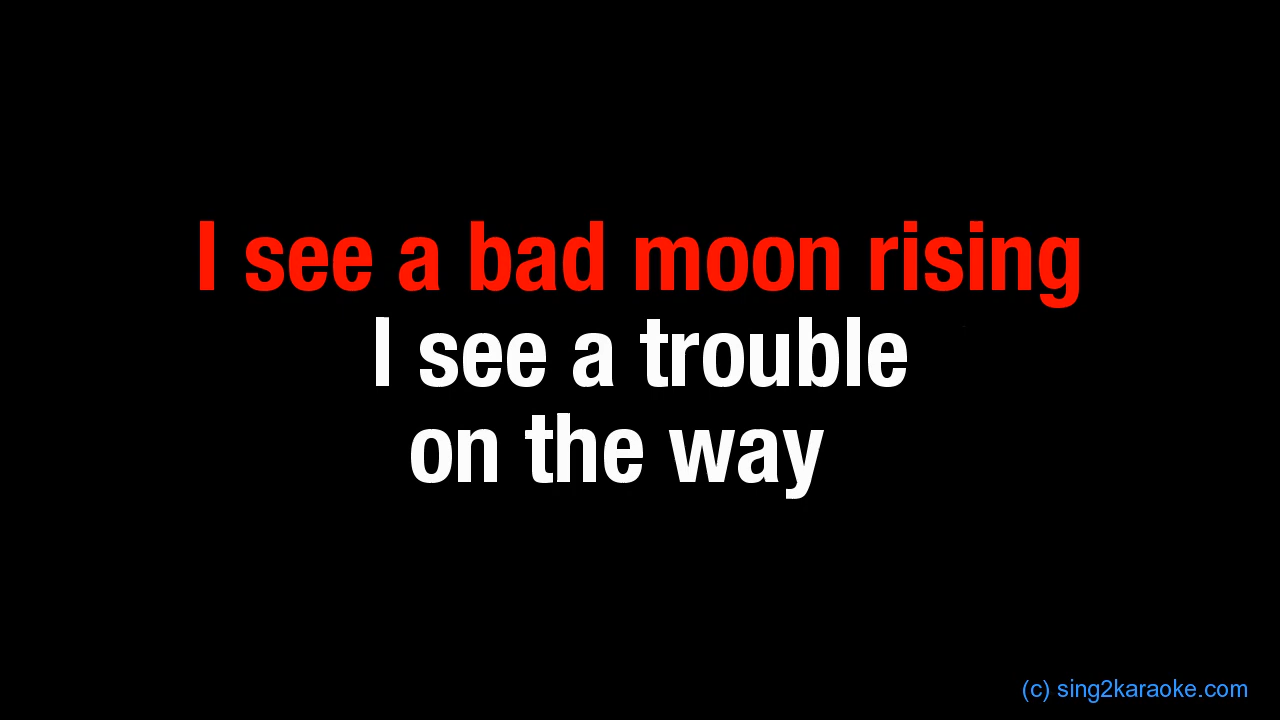 I see a bad moon rising
I see a trouble
on the way
(c) sing2karaoke.com